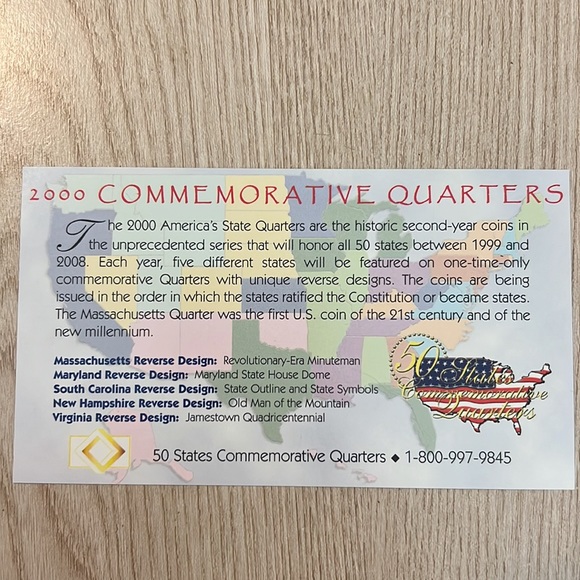 2000 COMMEMORATIVE QUARTERS
The 2000 America's State Quarters are the historic second-year coins in
the unprecedented series that will honor all 50 states between 1999 and
2008. Each year, five different states will be featured on one-time-only
commemorative Quarters with unique reverse designs. The coins are being
issued in the order in which the states ratified the Constitution or became states.
The Massachusetts Quarter was the first U.S. coin of the 21st century and of the
new millennium.
Massachusetts Reverse Design: Revolutionary-Era Minuteman
Maryland Reverse Design: Maryland State House Dome
South Carolina Reverse Design: State Outline and State Symbols
New Hampshire Reverse Design: Old Man of the Mountain
Virginia Reverse Design: Jamestown Quadricentennial
50 State
Commemorative
Quarters
50 States Commemorative Quarters ◆ 1-800-997-9845